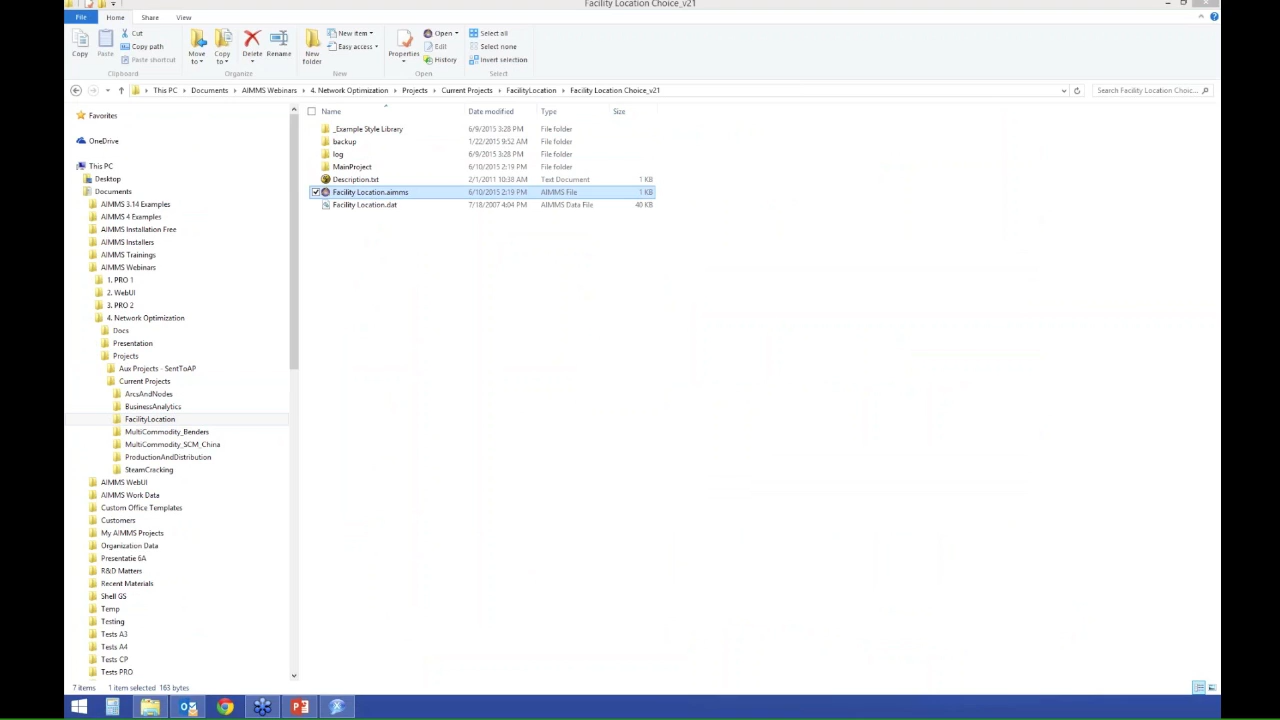 Facility Location Choice_v21
File Home Share View
Copy
Paste
Cut
Copy path
Paste shortcut
Clipboard
Move to
Copy to
Delete
Rename
Organize
New folder
New item
Easy access
New
Properties
Open
Edit
History
Open
Select all
Select none
Invert selection
Select
This PC Documents AIMMS Webinars 4. Network Optimization Projects Current Projects FacilityLocation Facility Location Choice_v21
Search Facility Location Choic...
Favorites
OneDrive
This PC
Desktop
Documents
AIMMS 3.14 Examples
AIMMS 4 Examples
AIMMS Installation Free
AIMMS Installers
AIMMS Trainings
AIMMS Webinars
1. PRO 1
2. WebUI
3. PRO 2
4. Network Optimization
Docs
Presentation
Projects
Aux Projects - SentToAP
Current Projects
ArcsAndNodes
BusinessAnalytics
FacilityLocation
MultiCommodity_Benders
MultiCommodity_SCM_China
ProductionAndDistribution
SteamCracking
AIMMS WebUI
AIMMS Work Data
Custom Office Templates
Customers
My AIMMS Projects
Organization Data
Presentatie 6A
R&D Matters
Recent Materials
Shell GS
Temp
Testing
Tests A3
Tests A4
Tests CP
Tests PRO
Name Date modified Type Size
_Example Style Library 6/9/2015 3:28 PM File folder
backup 1/22/2015 9:52 AM File folder
log 6/9/2015 3:28 PM File folder
MainProject 6/10/2015 2:19 PM File folder
Description.txt 2/1/2011 10:38 AM Text Document 1 KB
Facility Location.aimms 6/10/2015 2:19 PM AIMMS File 1 KB
Facility Location.dat 7/18/2007 4:04 PM AIMMS Data File 40 KB
7 items 1 item selected 163 bytes